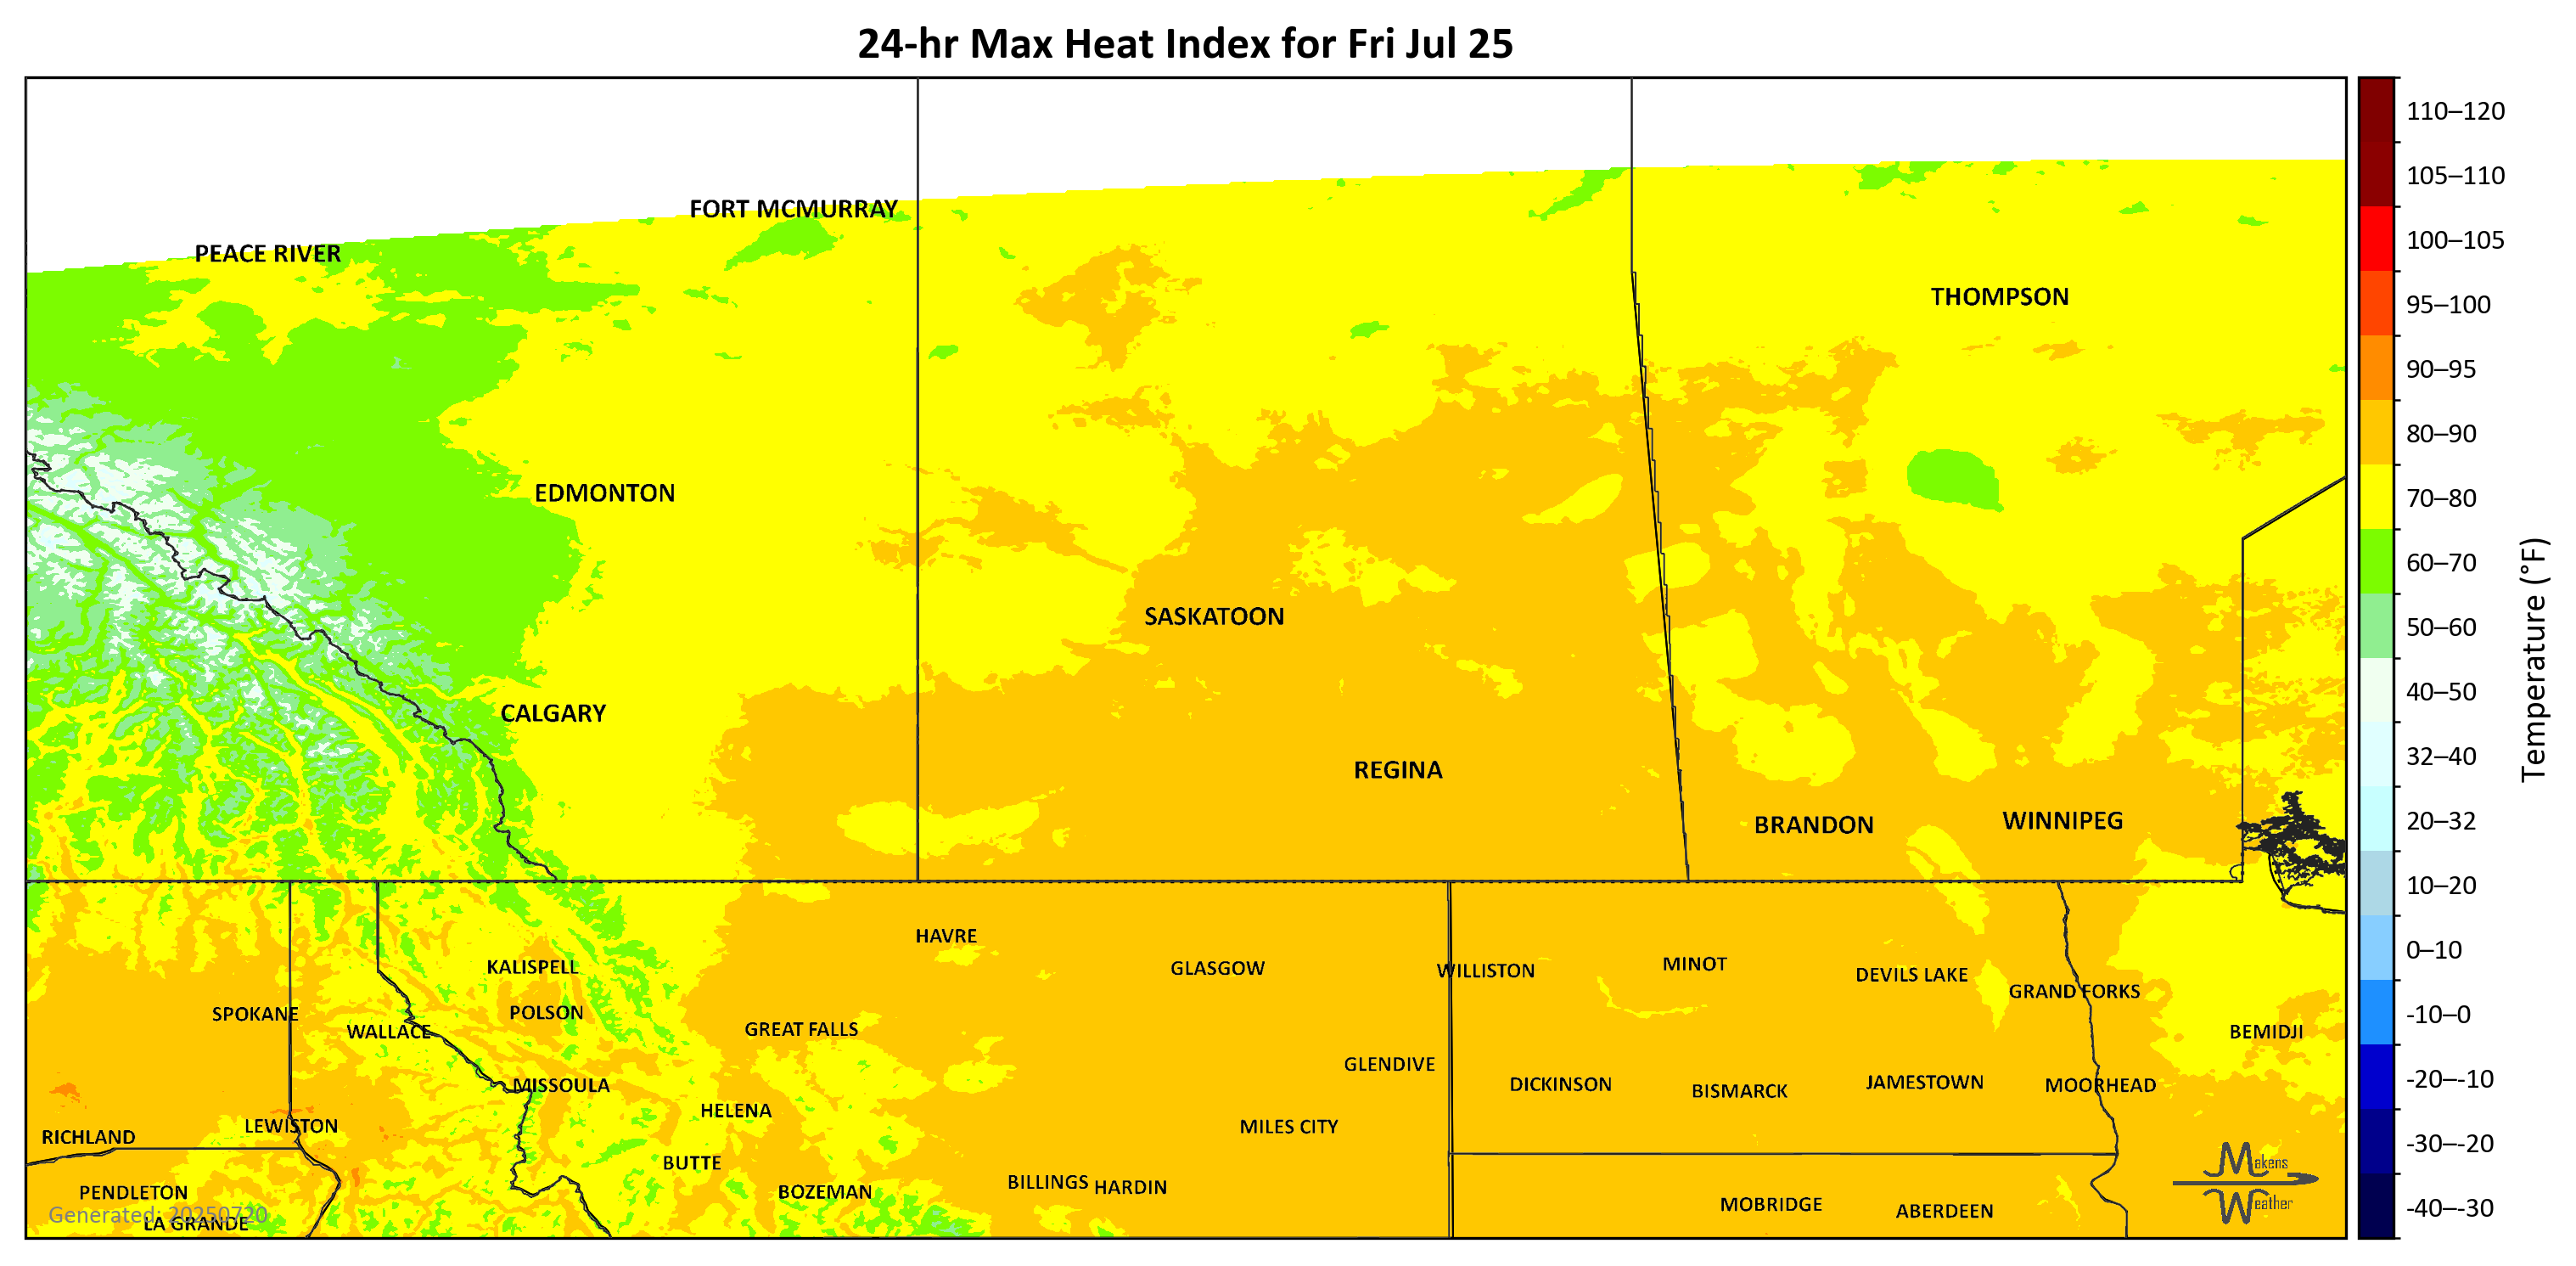 24-hr Max Heat Index for Fri Jul 25
FORT MCMURRAY
PEACE RIVER
THOMPSON
EDMONTON
SASKATOON
CALGARY
REGINA
BRANDON
WINNIPEG
HAVRE
KALISPELL
GLASGOW
WILLISTON
MINOT
DEVILS LAKE
GRAND FORKS
SPOKANE
POLSON
WALLACE
GREAT FALLS
BEMIDJI
GLENDIVE
MISSOULA
DICKINSON
BISMARCK
JAMESTOWN
MOORHEAD
HELENA
LEWISTON
MILES CITY
RICHLAND
BUTTE
PENDLETON
BOZEMAN
BILLINGS
HARDIN
MOBRIDGE
ABERDEEN
Generated: 20250720
LA GRANDE
Makens
Weather
110–120
105–110
100–105
95–100
90–95
80–90
70–80
60–70
50–60
40–50
32–40
20–32
10–20
0–10
-10–0
-20–-10
-30–-20
-40–-30
Temperature (°F)